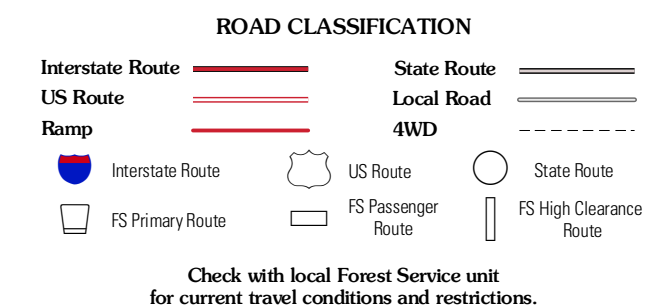 ROAD CLASSIFICATION
Interstate Route
State Route
US Route
Local Road
Ramp
4WD
Interstate Route
US Route
State Route
FS Primary Route
FS Passenger
Route
FS High Clearance
Route
Check with local Forest Service unit
for current travel conditions and restrictions.